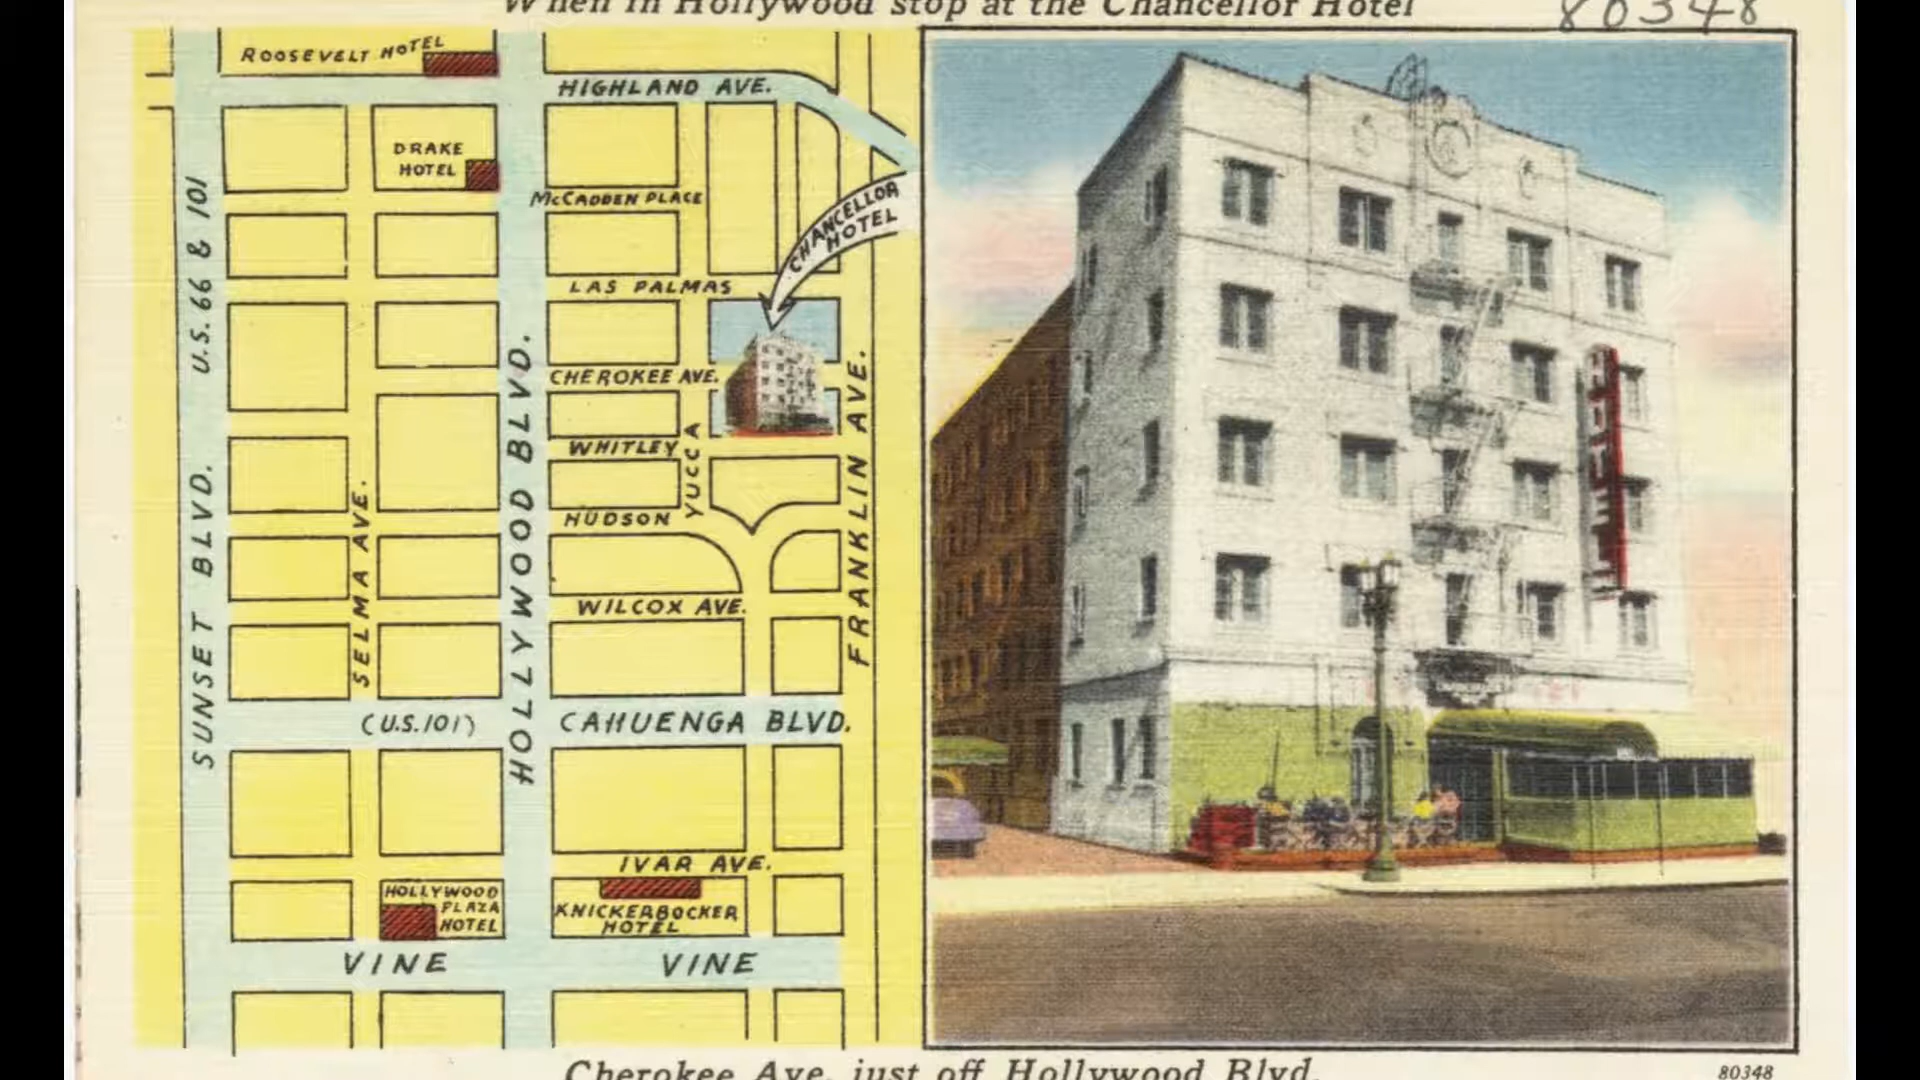 When in Hollywood stop at the Chancellor Hotel
80348
ROOSEVELT HOTEL
HIGHLAND AVE.
DRAKE
HOTEL
McCADDEN PLACE
CHANCELLOR
HOTEL
U.S. 66 & 101
LAS PALMAS
CHEROKEE AVE.
WHITLEY
YUCCA
HUDSON
FRANKLIN AVE.
HOLLYWOOD BLVD.
SELMA AVE.
SUNSET BLVD.
WILCOX AVE.
(U.S. 101)
CAHUENGA BLVD.
IVAR AVE.
HOLLYWOOD
PLAZA
HOTEL
KNICKERBOCKER
HOTEL
VINE
VINE
HOTEL
Cherokee Ave. just off Hollywood Blvd.
80348